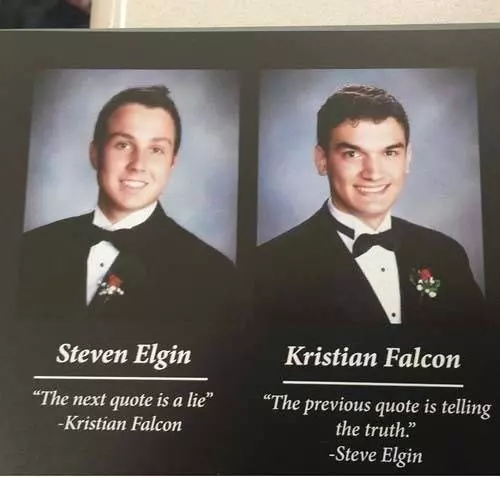 Steven Elgin
“The next quote is a lie”
-Kristian Falcon
Kristian Falcon
“The previous quote is telling
the truth.”
-Steve Elgin